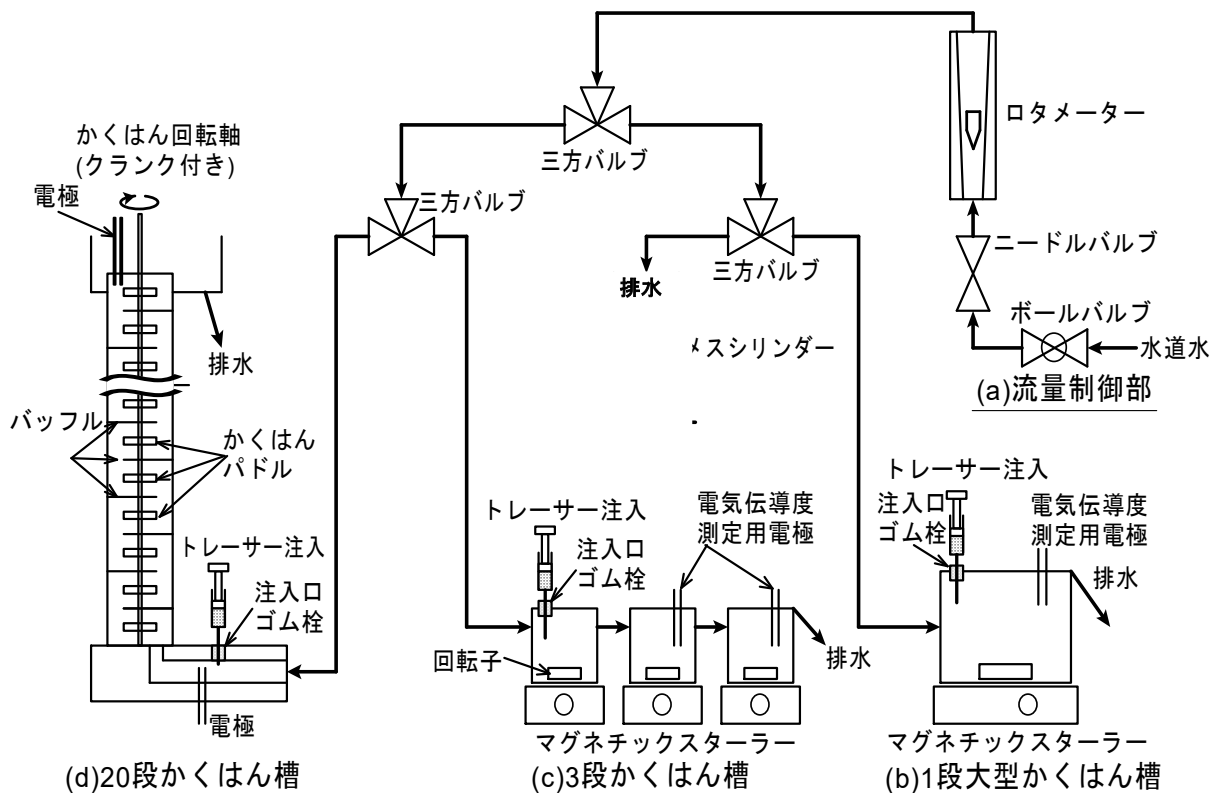 ロタメーター
三方バルブ
かくはん回転軸
(クランク付き)
電極
三方バルブ
ニードルバルブ
三方バルブ
排水
ボールバルブ
水道水
排水
メスシリンダー
(a)流量制御部
バッフル
かくはん
パドル
トレーサー注入
注入口
ゴム栓
電気伝導度
測定用電極
トレーサー注入
注入口
ゴム栓
電気伝導度
測定用電極
排水
トレーサー注入
注入口
ゴム栓
回転子
排水
電極
マグネチックスターラー
マグネチックスターラー
(d)20段かくはん槽
(c)3段かくはん槽
(b)1段大型かくはん槽